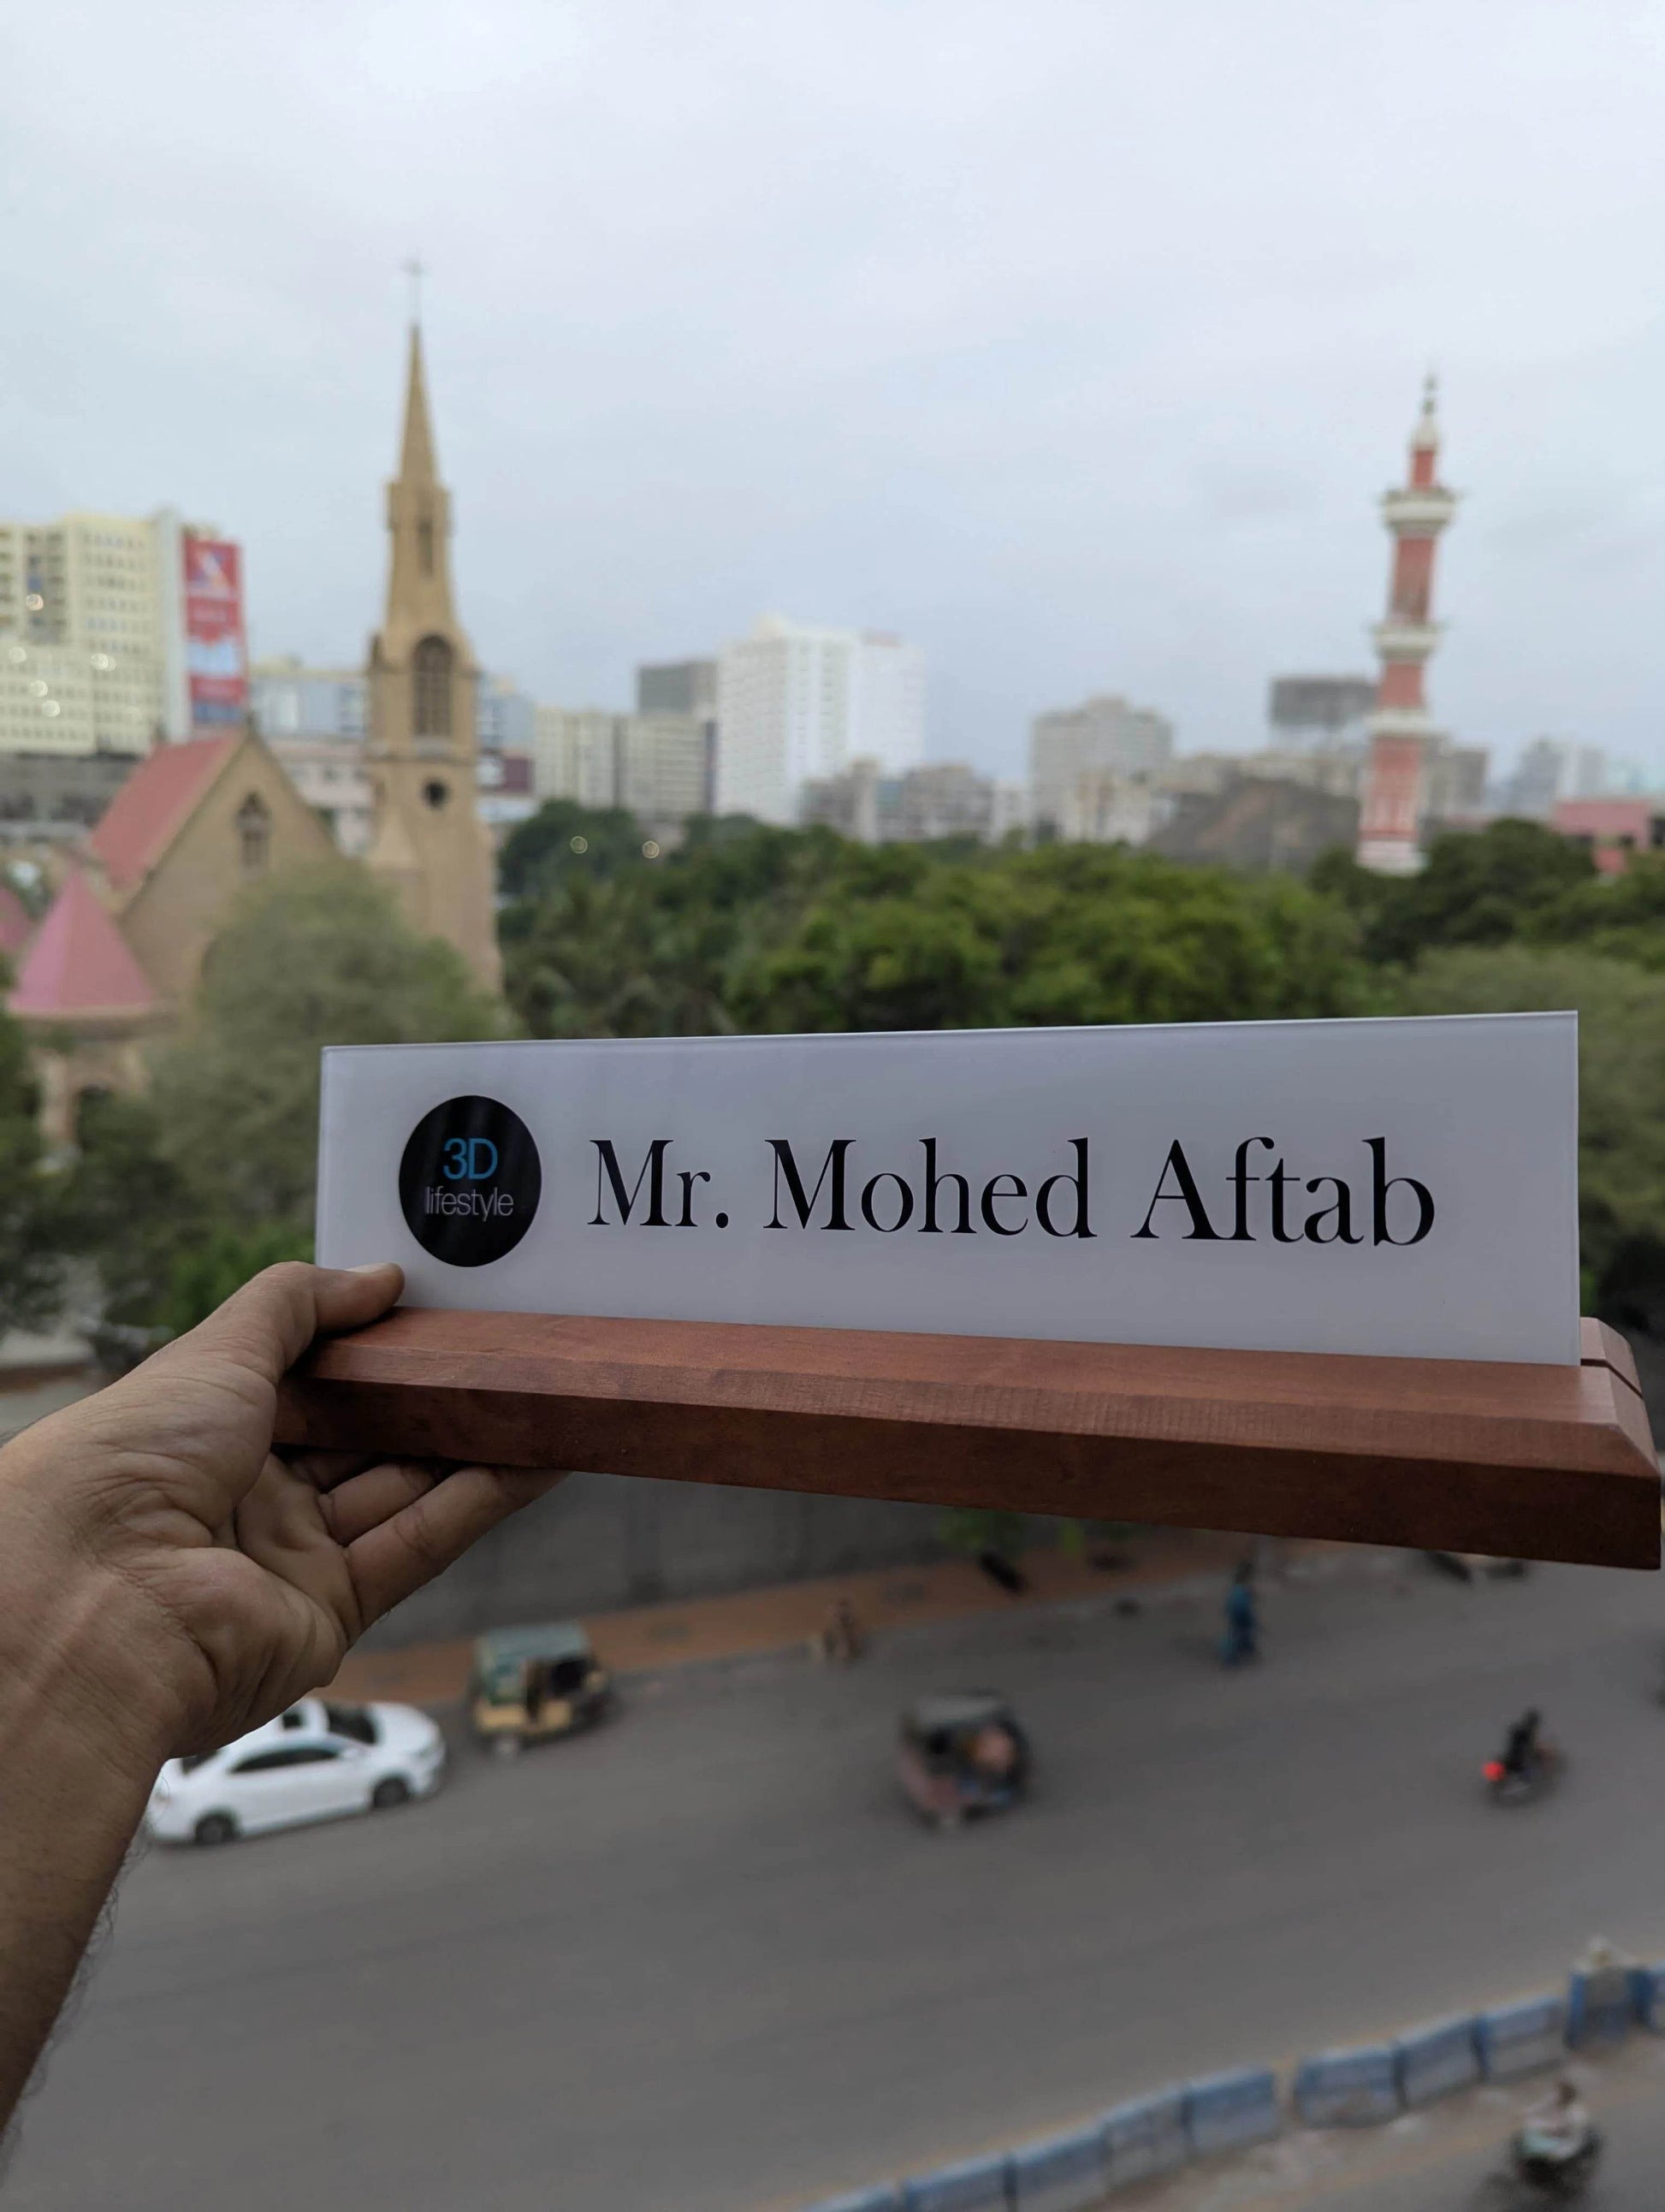 3D
lifestyle
Mr. Mohed Aftab